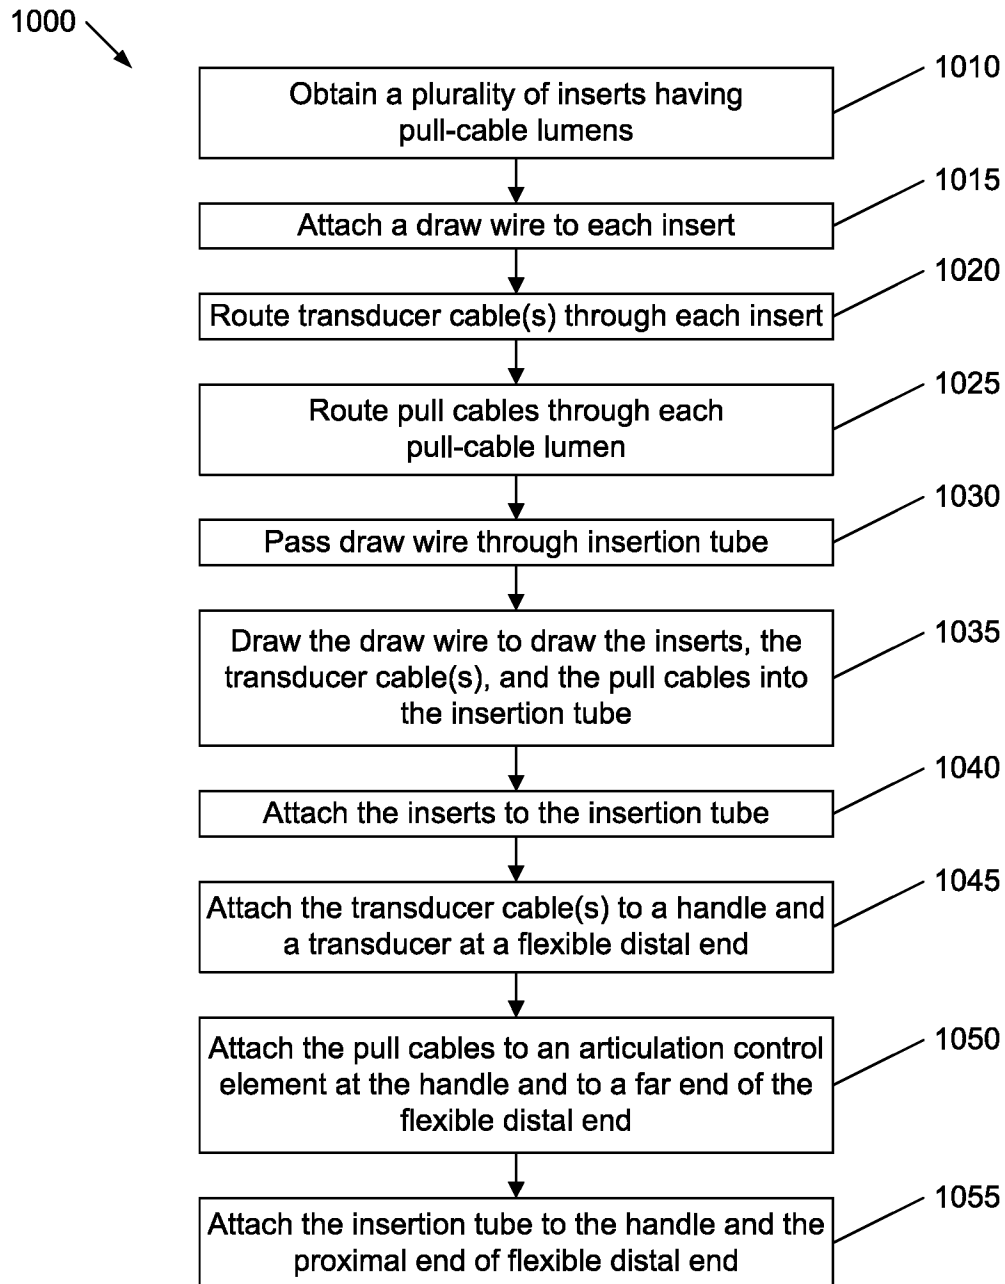 1000
1010
Obtain a plurality of inserts having
pull-cable lumens
1015
Attach a draw wire to each insert
1020
Route transducer cable(s) through each insert
1025
Route pull cables through each
pull-cable lumen
1030
Pass draw wire through insertion tube
1035
Draw the draw wire to draw the inserts, the
transducer cable(s), and the pull cables into
the insertion tube
1040
Attach the inserts to the insertion tube
1045
Attach the transducer cable(s) to a handle and
a transducer at a flexible distal end
1050
Attach the pull cables to an articulation control
element at the handle and to a far end of the
flexible distal end
1055
Attach the insertion tube to the handle and the
proximal end of flexible distal end